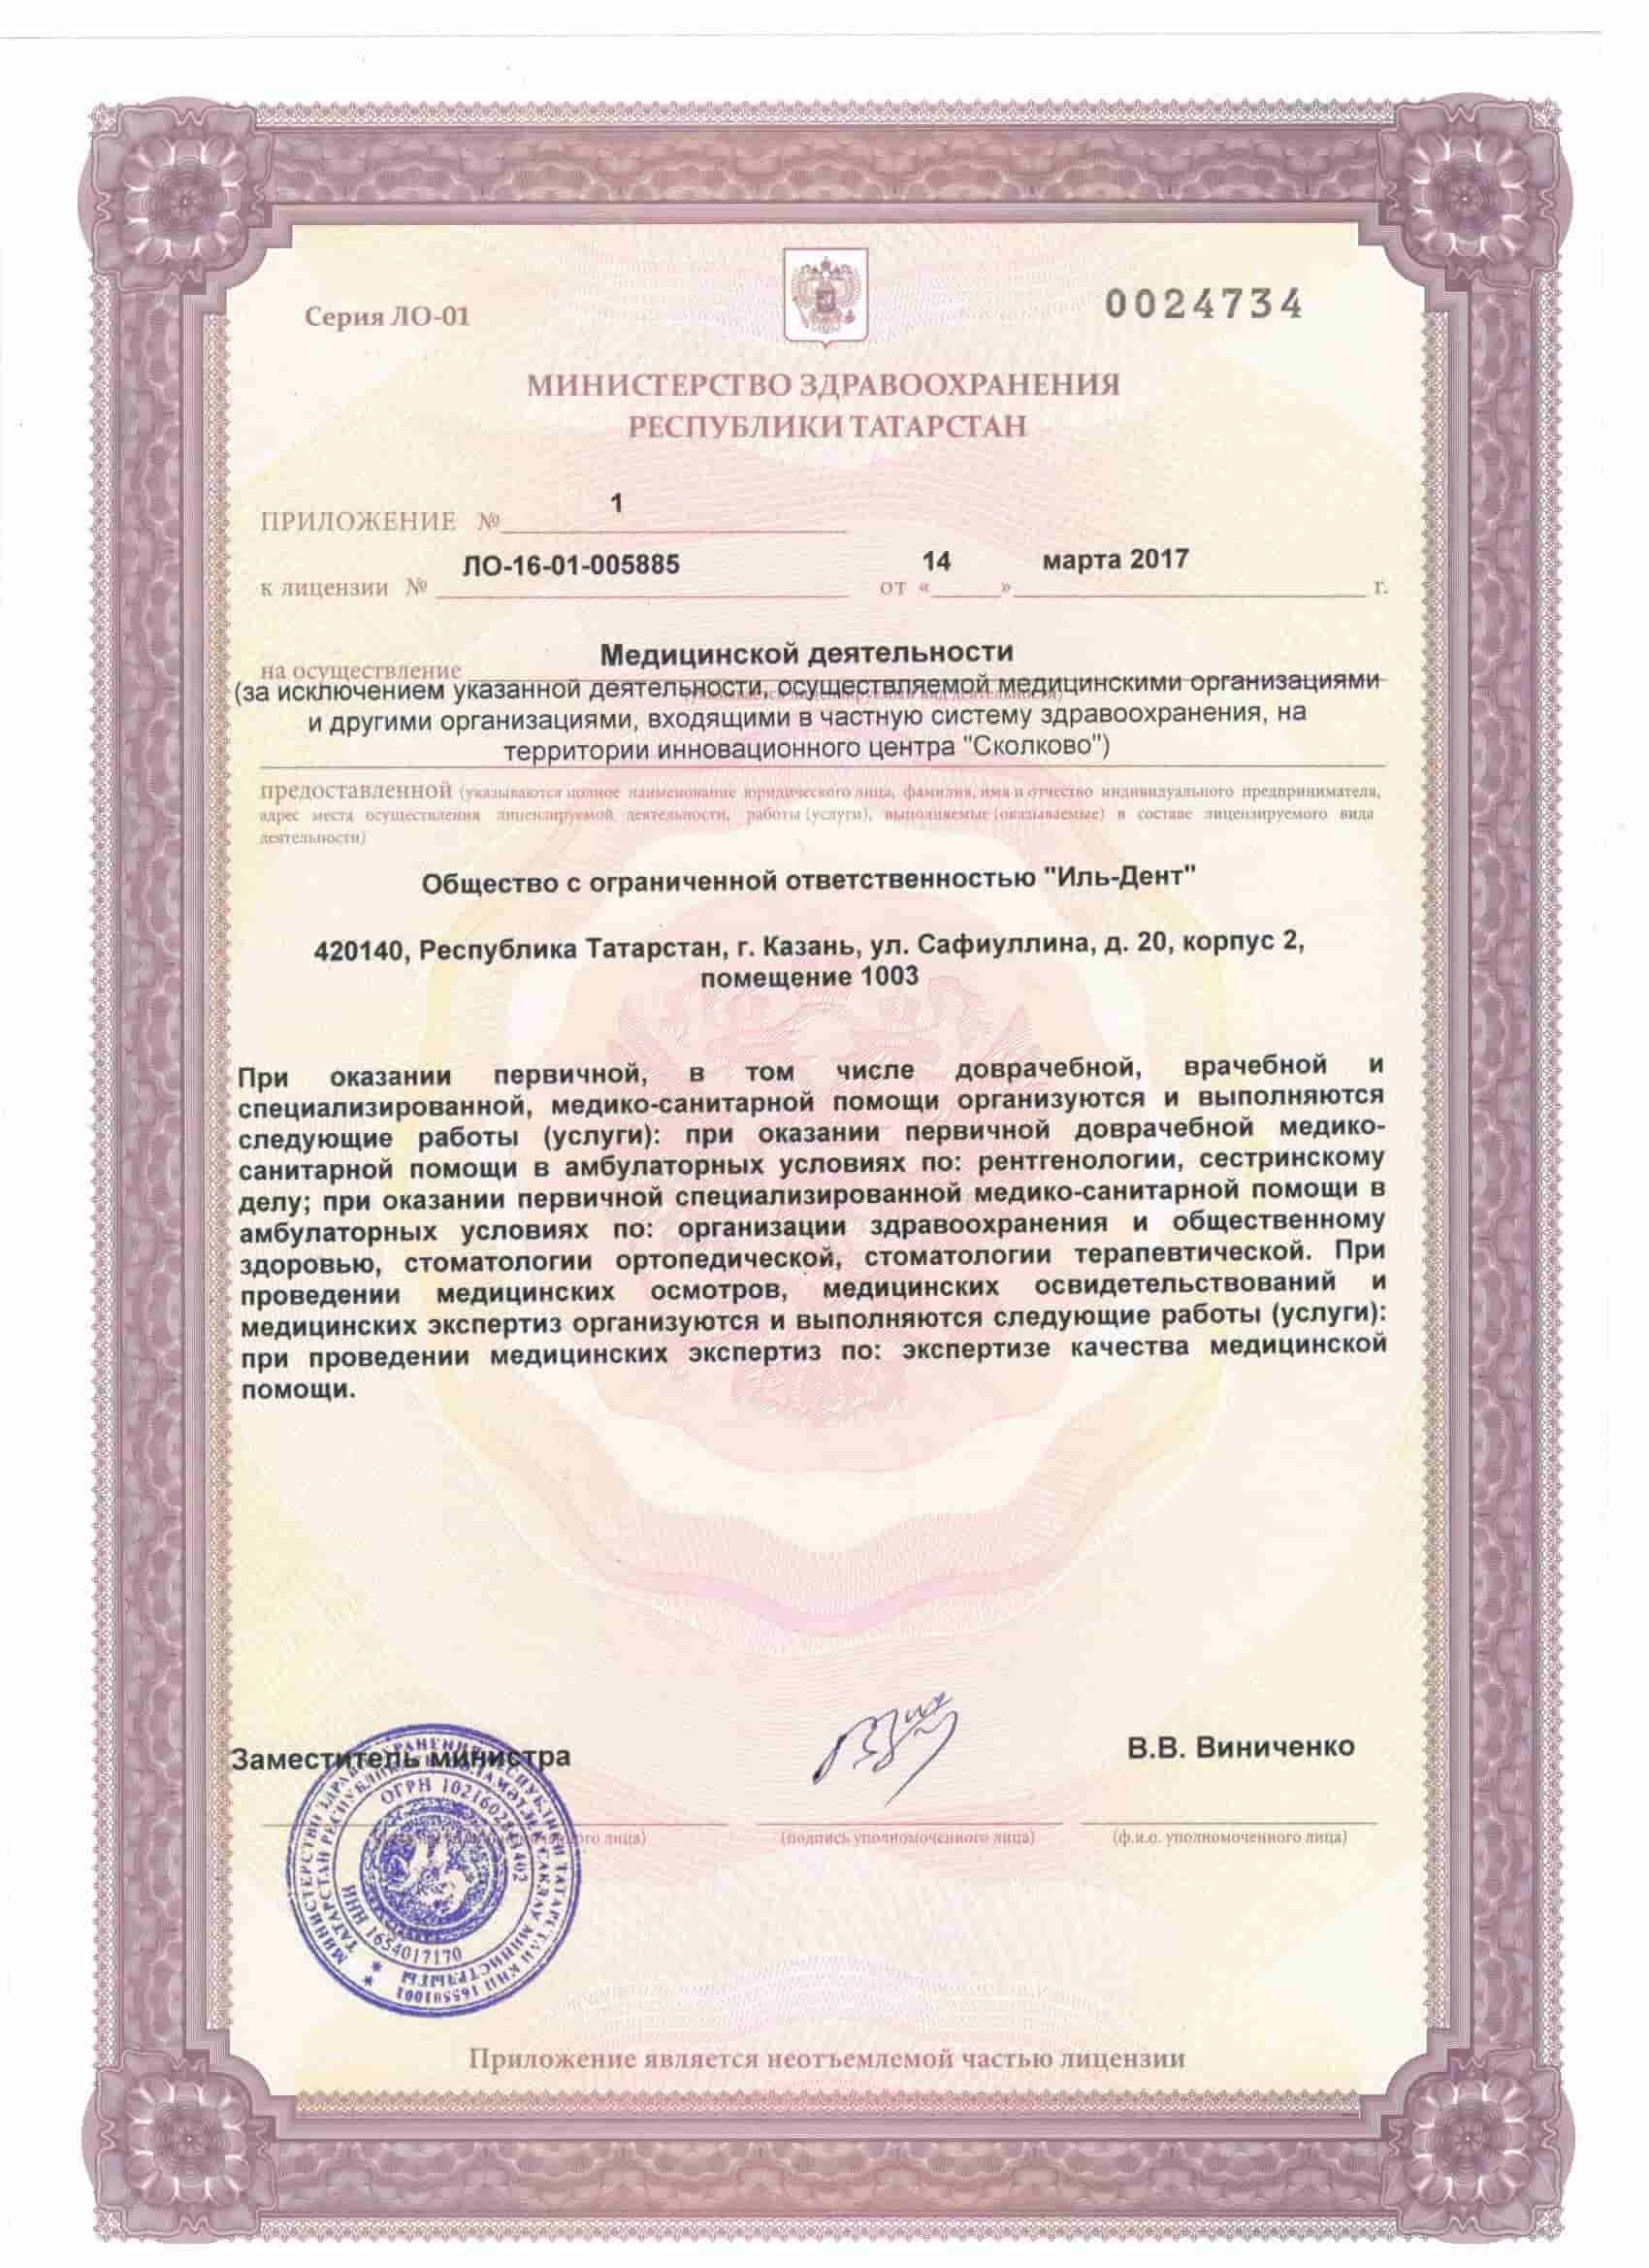 Серия ЛО-01
0024734
МИНИСТЕРСТВО ЗДРАВООХРАНЕНИЯ
РЕСПУБЛИКИ ТАТАРСТАН
ПРИЛОЖЕНИЕ № 1
к лицензии № ЛО-16-01-005885 от « 14 » марта 2017 г.
на осуществление Медицинской деятельности
(за исключением указанной деятельности, осуществляемой медицинскими организациями
и другими организациями, входящими в частную систему здравоохранения, на
территории инновационного центра "Сколково")
предоставленной (указываются полное наименование юридического лица, фамилия, имя и отчество индивидуального предпринимателя,
адрес места осуществления лицензируемой деятельности, работы (услуги), выполняемые (оказываемые) в составе лицензируемого вида
деятельности)
Общество с ограниченной ответственностью "Иль-Дент"
420140, Республика Татарстан, г. Казань, ул. Сафиуллина, д. 20, корпус 2,
помещение 1003
При оказании первичной, в том числе доврачебной, врачебной и
специализированной, медико-санитарной помощи организуются и выполняются
следующие работы (услуги): при оказании первичной доврачебной медико-
санитарной помощи в амбулаторных условиях по: рентгенологии, сестринскому
делу; при оказании первичной специализированной медико-санитарной помощи в
амбулаторных условиях по: организации здравоохранения и общественному
здоровью, стоматологии ортопедической, стоматологии терапевтической. При
проведении медицинских осмотров, медицинских освидетельствований и
медицинских экспертиз организуются и выполняются следующие работы (услуги):
при проведении медицинских экспертиз по: экспертизе качества медицинской
помощи.
Заместитель министра
В.В. Виниченко
лица)
(подпись уполномоченного лица)
(ф.и.о. уполномоченного лица)
ИНН 1654017170
КПП 165501001
Приложение является неотъемлемой частью лицензии